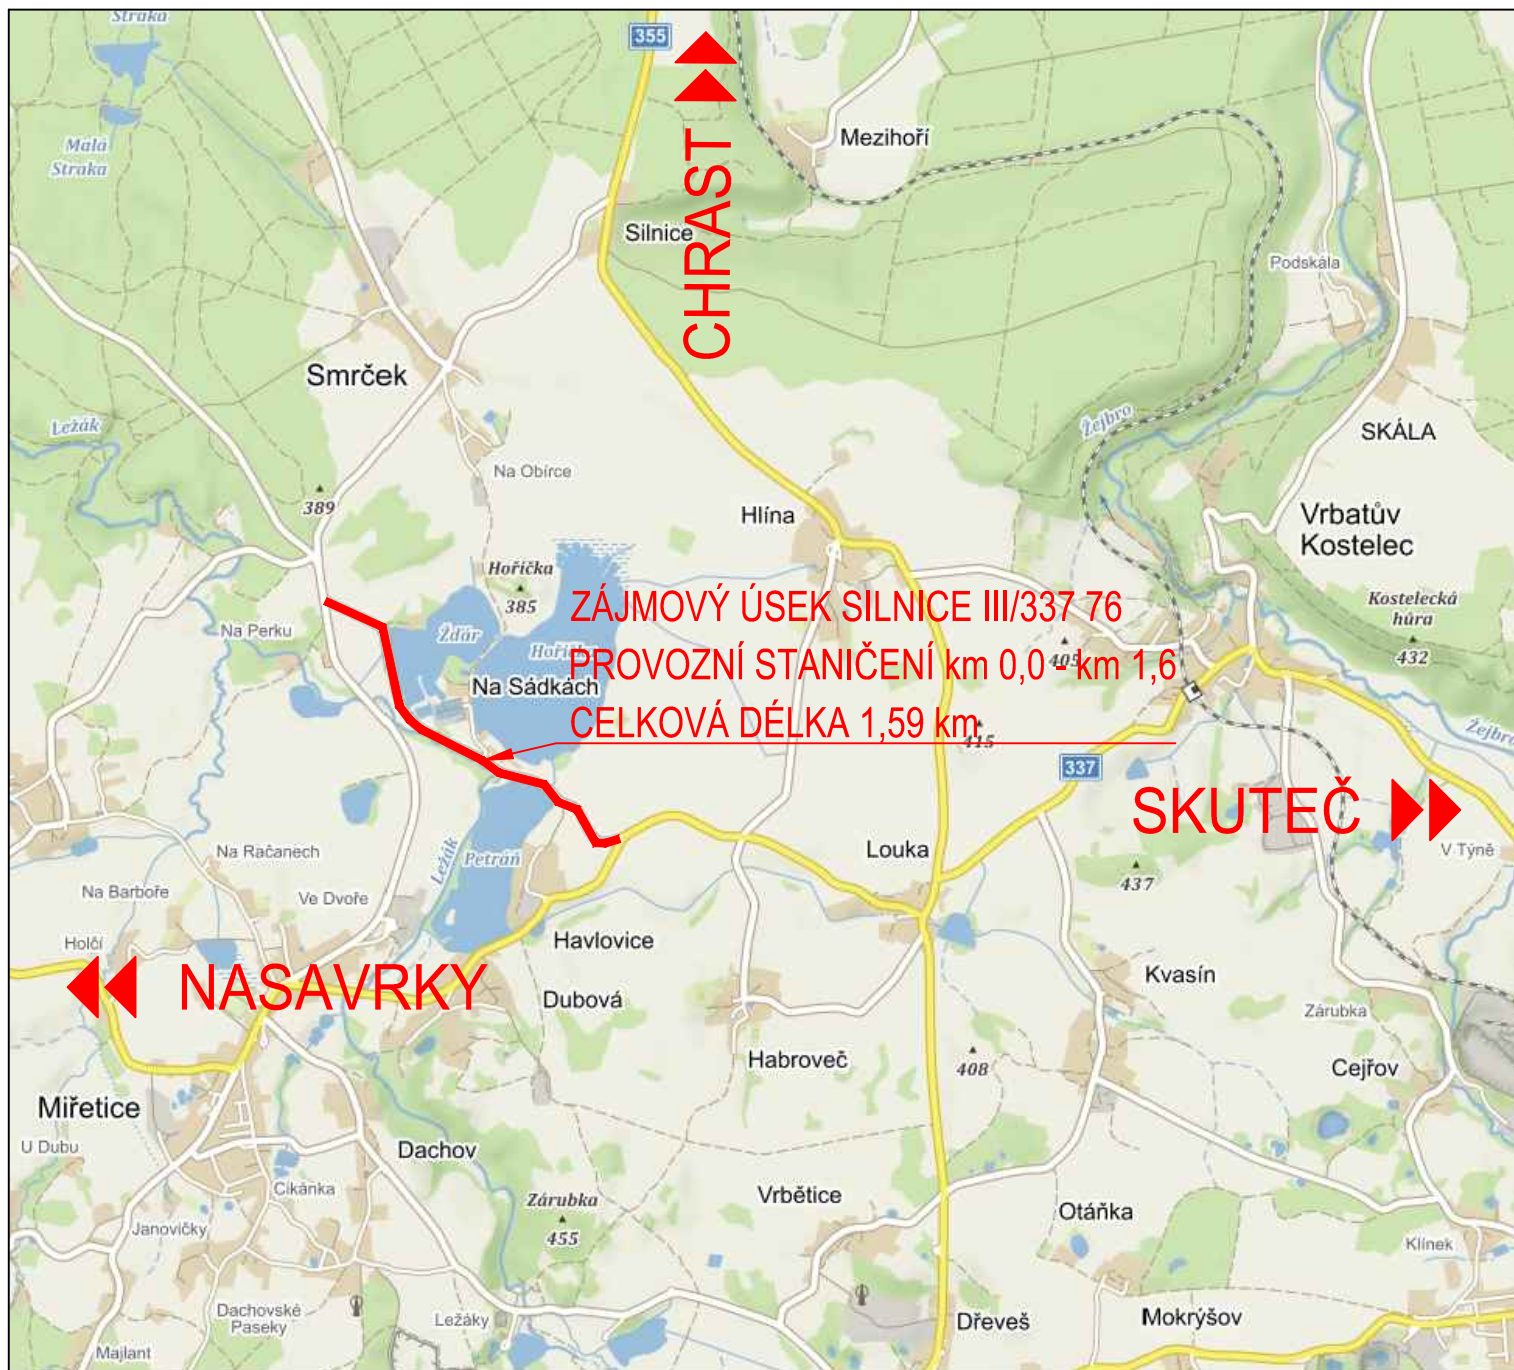 Straka
355
Malá
Straka
Mezihoří
CHRAST
Silnice
Podskála
Smrček
Ležák
Žejbro
SKÁLA
Na Obírce
389
Hlína
Vrbatův
Kostelec
Hořička
385
ZÁJMOVÝ ÚSEK SILNICE III/337 76
Kostelecká
hůra
432
Na Perku
Žďár
Hořička
405
PROVOZNÍ STANIČENÍ km 0,0 - km 1,6
Na Sádkách
CELKOVÁ DÉLKA 1,59 km
415
Žejbro
337
SKUTEČ
Na Račanech
Ležák
Petráň
Louka
V Týně
437
Na Barboře
Ve Dvoře
Holčí
Havlovice
NASAVRKY
Kvasín
Dubová
Zárubka
Habroveč
408
Cejřov
Miřetice
U Dubu
Dachov
Cikánka
Zárubka
455
Vrbětice
Otáňka
Janovičky
Klínek
Dachovské
Paseky
Ležáky
Dřeveš
Mokrýšov
Majlant